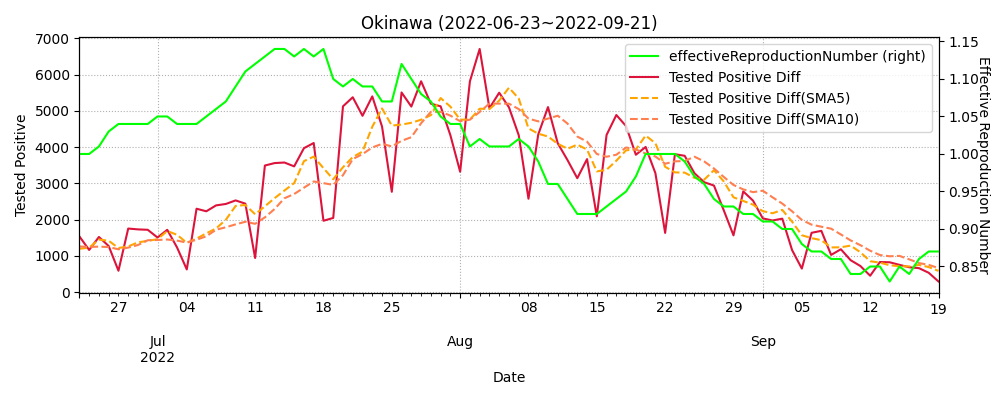 Okinawa (2022-06-23~2022-09-21)
7000
6000
5000
4000
3000
2000
1000
0
Tested Positive
1.15
1.10
1.05
1.00
0.95
0.90
0.85
Effective Reproduction Number
effectiveReproductionNumber (right)
Tested Positive Diff
Tested Positive Diff(SMA5)
Tested Positive Diff(SMA10)
27 04 11 18 25 08 15 22 29 05 12 19
Jul Aug Sep
2022
Date